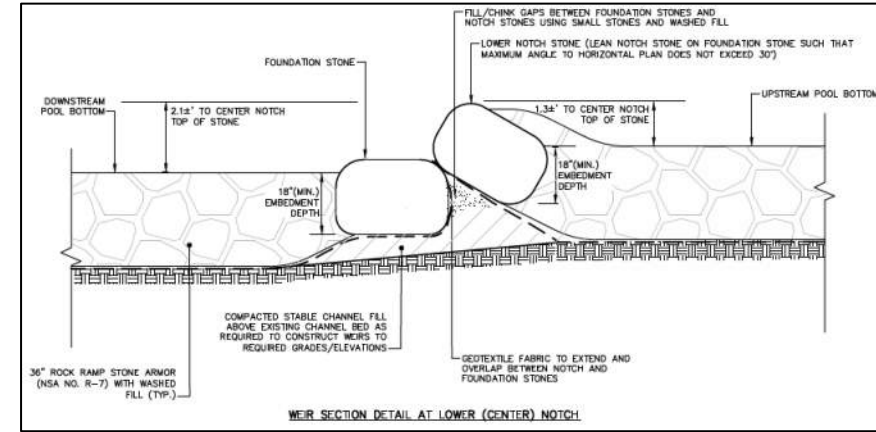 FILL/CHINK GAPS BETWEEN FOUNDATION STONES AND
NOTCH STONES USING SMALL STONES AND WASHED FILL
LOWER NOTCH STONE (LEAN NOTCH STONE ON FOUNDATION STONE SUCH THAT
MAXIMUM ANGLE TO HORIZONTAL PLAN DOES NOT EXCEED 30°)
FOUNDATION STONE
DOWNSTREAM
POOL BOTTOM
2.1±' TO CENTER NOTCH
TOP OF STONE
1.3±' TO CENTER NOTCH
TOP OF STONE
UPSTREAM POOL BOTTOM
18"(MIN.)
EMBEDMENT
DEPTH
18"(MIN.)
EMBEDMENT
DEPTH
COMPACTED STABLE CHANNEL FILL
ABOVE EXISTING CHANNEL BED AS
REQUIRED TO CONSTRUCT WEIRS TO
REQUIRED GRADES/ELEVATIONS
GEOTEXTILE FABRIC TO EXTEND AND
OVERLAP BETWEEN NOTCH AND
FOUNDATION STONES
36" ROCK RAMP STONE ARMOR
(NSA NO. R-7) WITH WASHED
FILL (TYP.)
WEIR SECTION DETAIL AT LOWER (CENTER) NOTCH